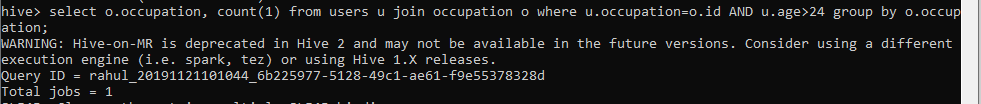 hive> select o.occupation, count(1) from users u join occupation o where u.occupation=o.id AND u.age>24 group by o.occup
ation;
WARNING: Hive-on-MR is deprecated in Hive 2 and may not be available in the future versions. Consider using a different
execution engine (i.e. spark, tez) or using Hive 1.X releases.
Query ID = rahul_20191121101044_6b225977-5128-49c1-ae61-f9e55378328d
Total jobs = 1